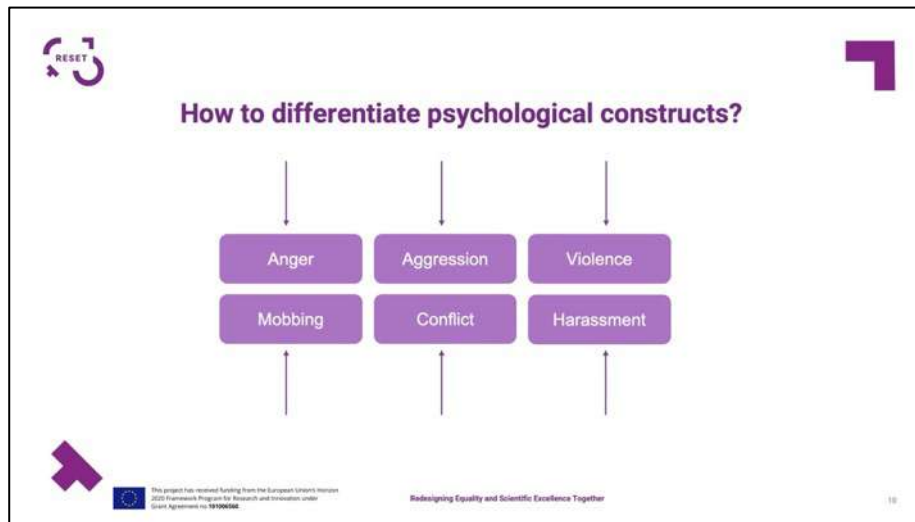 RESET
How to differentiate psychological constructs?
Anger
Aggression
Violence
Mobbing
Conflict
Harassment
This project has received funding from the European Union's Horizon
2020 Framework Program for Research and Innovation under
Grant Agreement no 101006560.
Redesigning Equality and Scientific Excellence Together
10